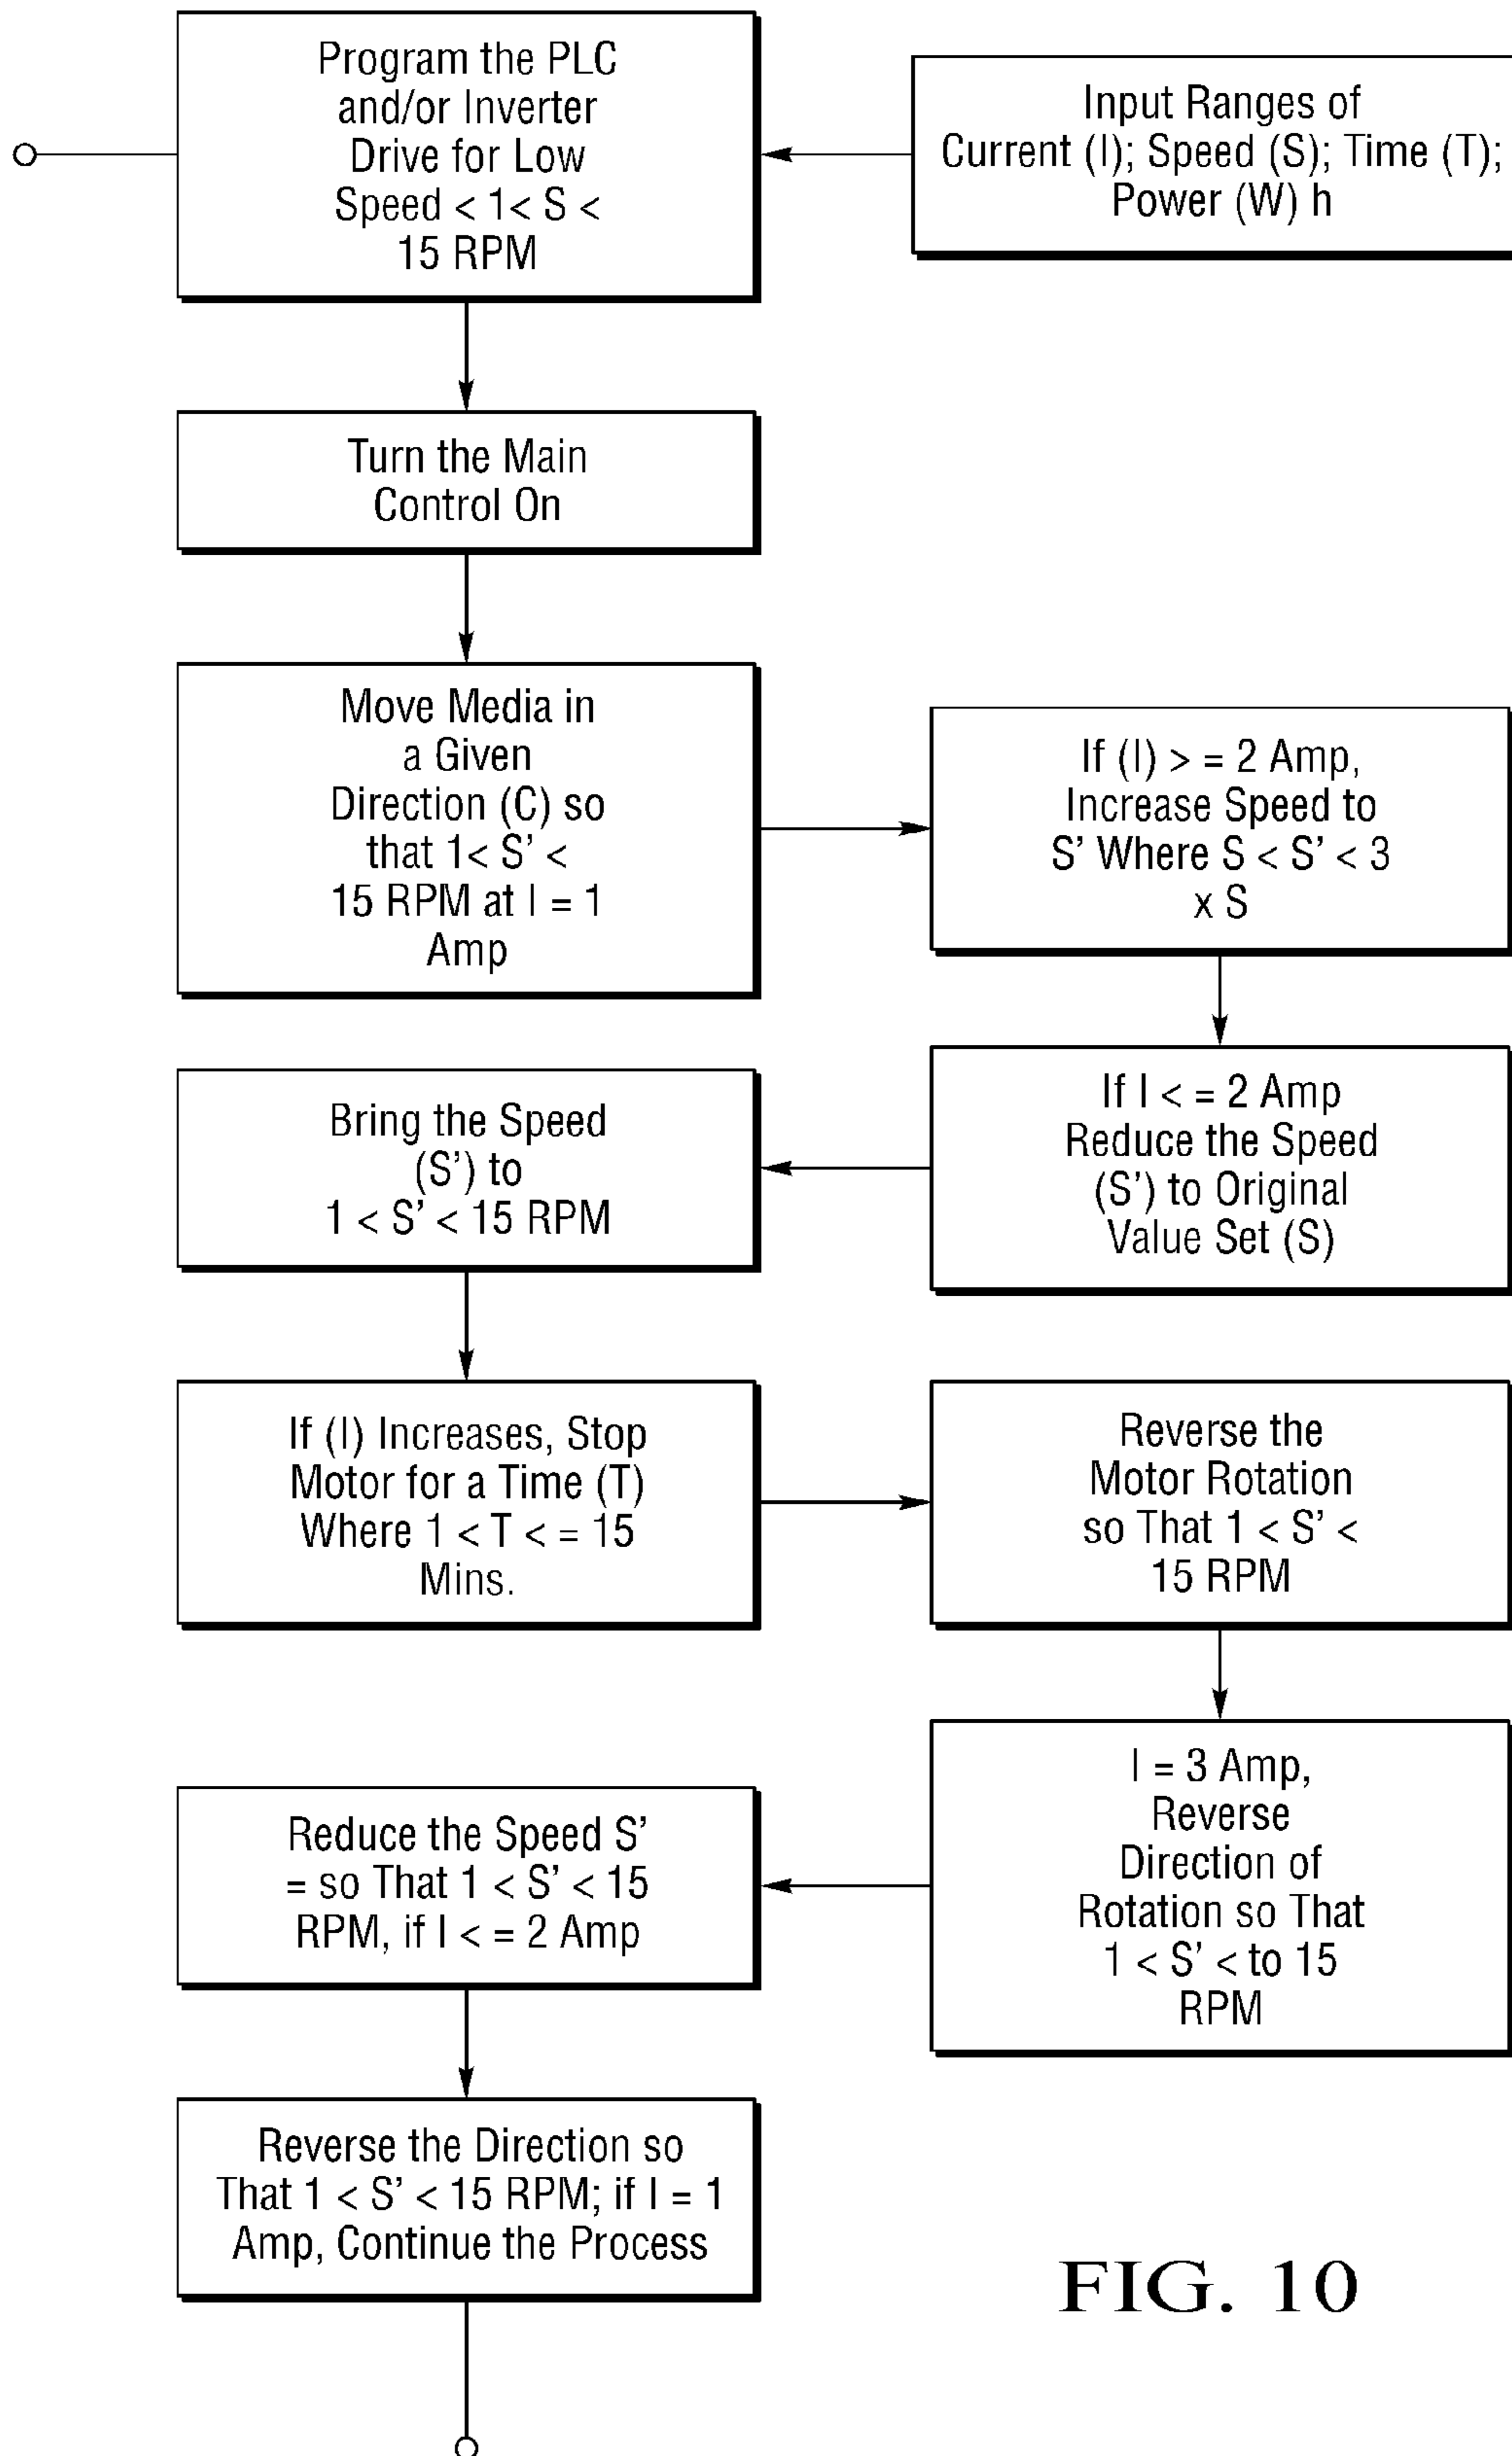 Program the PLC
and/or Inverter
Drive for Low
Speed < 1< S <
15 RPM
Input Ranges of
Current (I); Speed (S); Time (T);
Power (W) h
Turn the Main
Control On
Move Media in
a Given
Direction (C) so
that 1< S' <
15 RPM at I = 1
Amp
If (I) > = 2 Amp,
Increase Speed to
S' Where S < S' < 3
x S
If I < = 2 Amp
Reduce the Speed
(S') to Original
Value Set (S)
Bring the Speed
(S') to
1 < S' < 15 RPM
If (I) Increases, Stop
Motor for a Time (T)
Where 1 < T < = 15
Mins.
Reverse the
Motor Rotation
so That 1 < S' <
15 RPM
I = 3 Amp,
Reverse
Direction of
Rotation so That
1 < S' < to 15
RPM
Reduce the Speed S'
= so That 1 < S' < 15
RPM, if I < = 2 Amp
Reverse the Direction so
That 1 < S' < 15 RPM; if I = 1
Amp, Continue the Process
FIG. 10